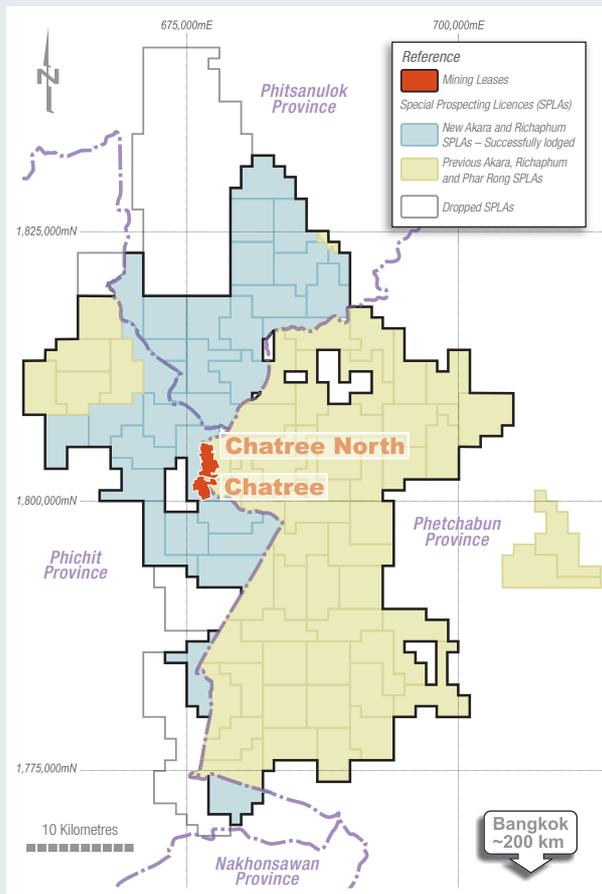 675,000mE
700,000mE
N
Reference
Mining Leases
Special Prospecting Licences (SPLAs)
New Akara and Richaphum
SPLAs – Successfully lodged
Previous Akara, Richaphum
and Phar Rong SPLAs
Dropped SPLAs
Phitsanulok
Province
1,825,000mN
Chatree North
Chatree
1,800,000mN
Phetchabun
Province
Phichit
Province
1,775,000mN
10 Kilometres
Bangkok
~200 km
Nakhonsawan
Province